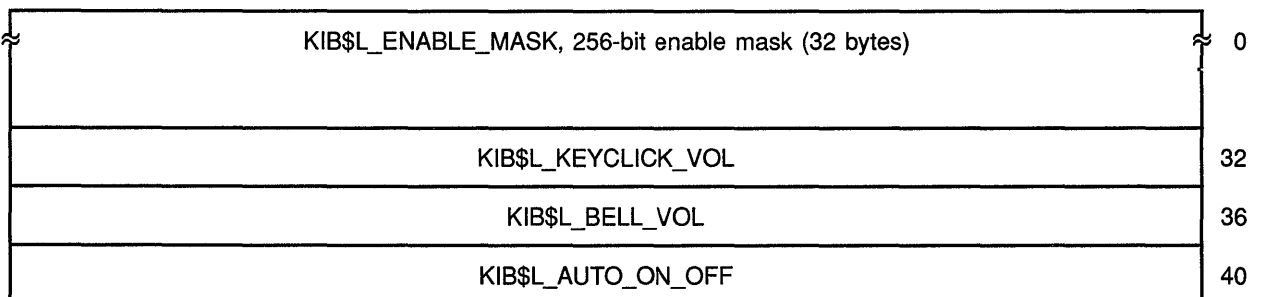 KIB$L_ENABLE_MASK, 256-bit enable mask (32 bytes) 0
KIB$L_KEYCLICK_VOL 32
KIB$L_BELL_VOL 36
KIB$L_AUTO_ON_OFF 40